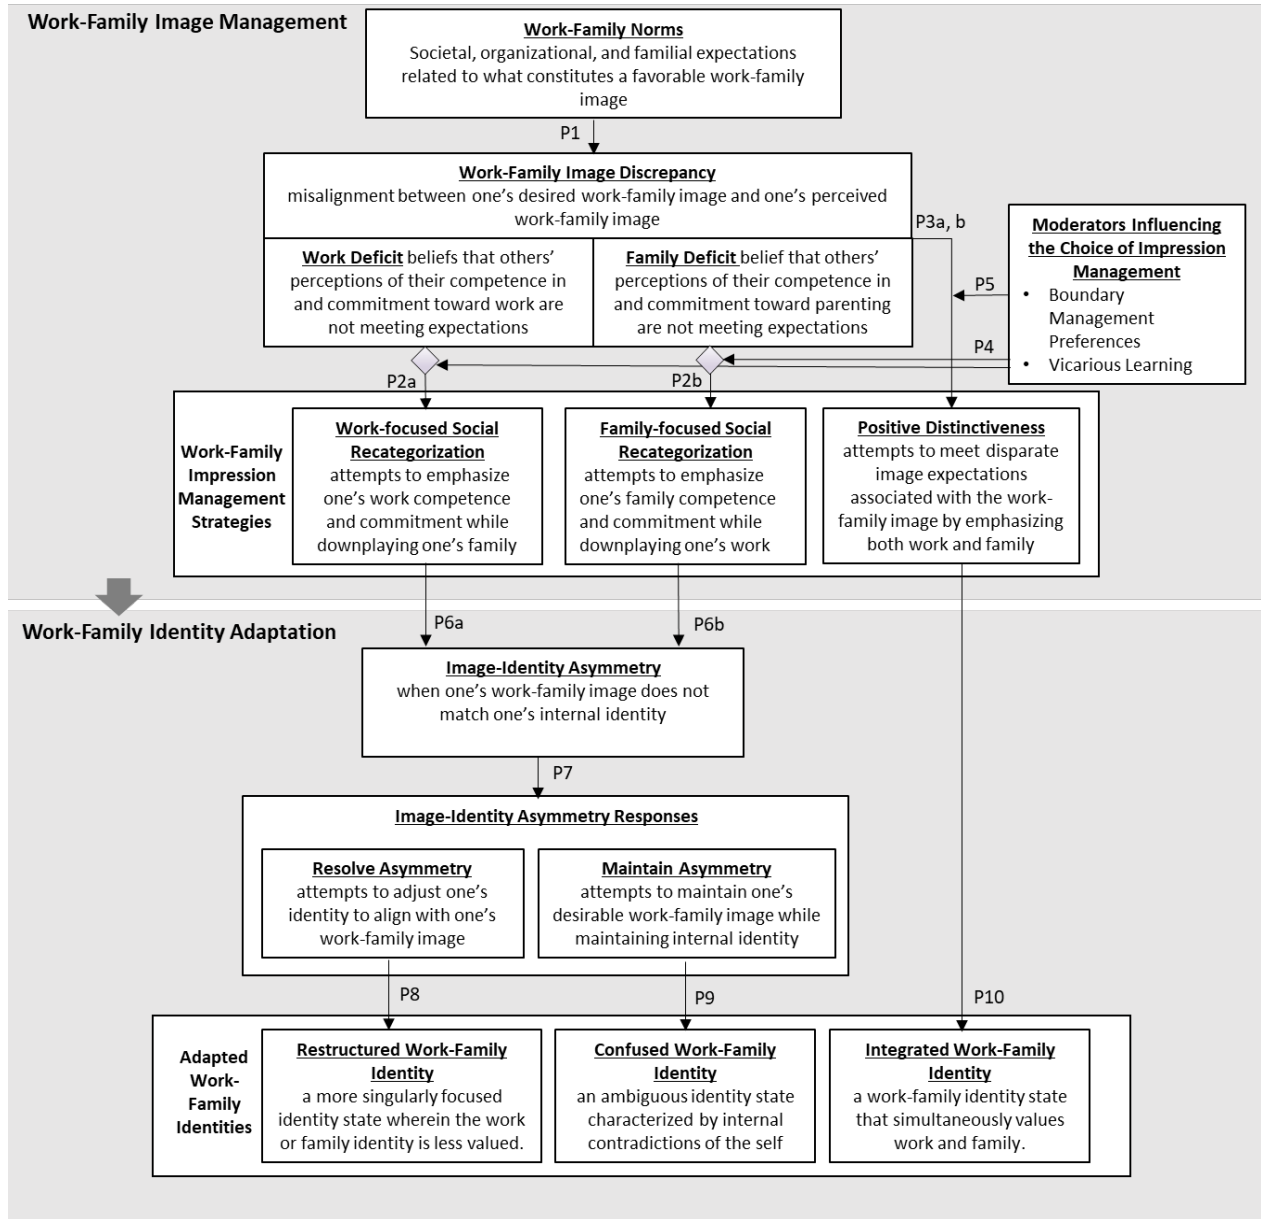 Work-Family Image Management
Work-Family Norms
Societal, organizational, and familial expectations
related to what constitutes a favorable work-family
image
P1
Work-Family Image Discrepancy
misalignment between one's desired work-family image and one's perceived
work-family image
Work Deficit beliefs that others'
perceptions of their competence in
and commitment toward work are
not meeting expectations
Family Deficit belief that others'
perceptions of their competence in
and commitment toward parenting
are not meeting expectations
P3a, b
Moderators Influencing
the Choice of Impression
Management
• Boundary
Management
Preferences
• Vicarious Learning
P5
P4
P2a
P2b
Work-Family
Impression
Management
Strategies
Work-focused Social
Recategorization
attempts to emphasize
one's work competence
and commitment while
downplaying one's family
Family-focused Social
Recategorization
attempts to emphasize
one's family competence
and commitment while
downplaying one's work
Positive Distinctiveness
attempts to meet disparate
image expectations
associated with the work-
family image by emphasizing
both work and family
Work-Family Identity Adaptation
P6a
P6b
Image-Identity Asymmetry
when one's work-family image does not
match one's internal identity
P7
Image-Identity Asymmetry Responses
Resolve Asymmetry
attempts to adjust one's
identity to align with one's
work-family image
Maintain Asymmetry
attempts to maintain one's
desirable work-family image while
maintaining internal identity
P8
P9
P10
Adapted
Work-
Family
Identities
Restructured Work-Family
Identity
a more singularly focused
identity state wherein the work
or family identity is less valued.
Confused Work-Family
Identity
an ambiguous identity state
characterized by internal
contradictions of the self
Integrated Work-Family
Identity
a work-family identity state
that simultaneously values
work and family.